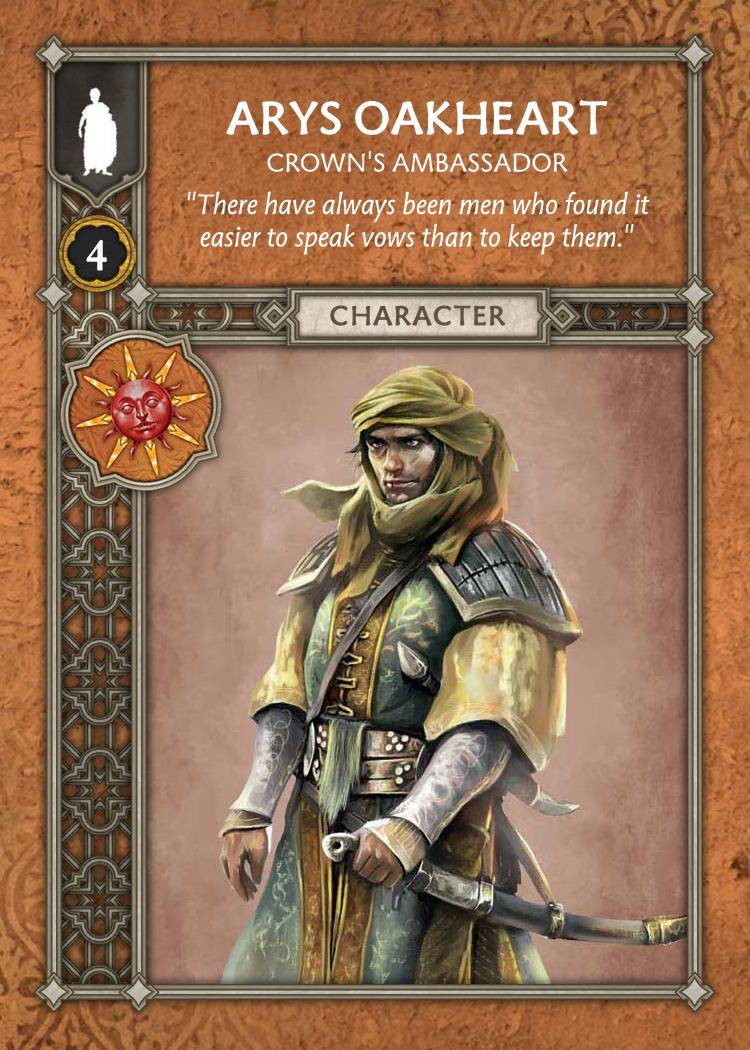 ARYS OAKHEART
CROWN'S AMBASSADOR
"There have always been men who found it
easier to speak vows than to keep them."
4
CHARACTER